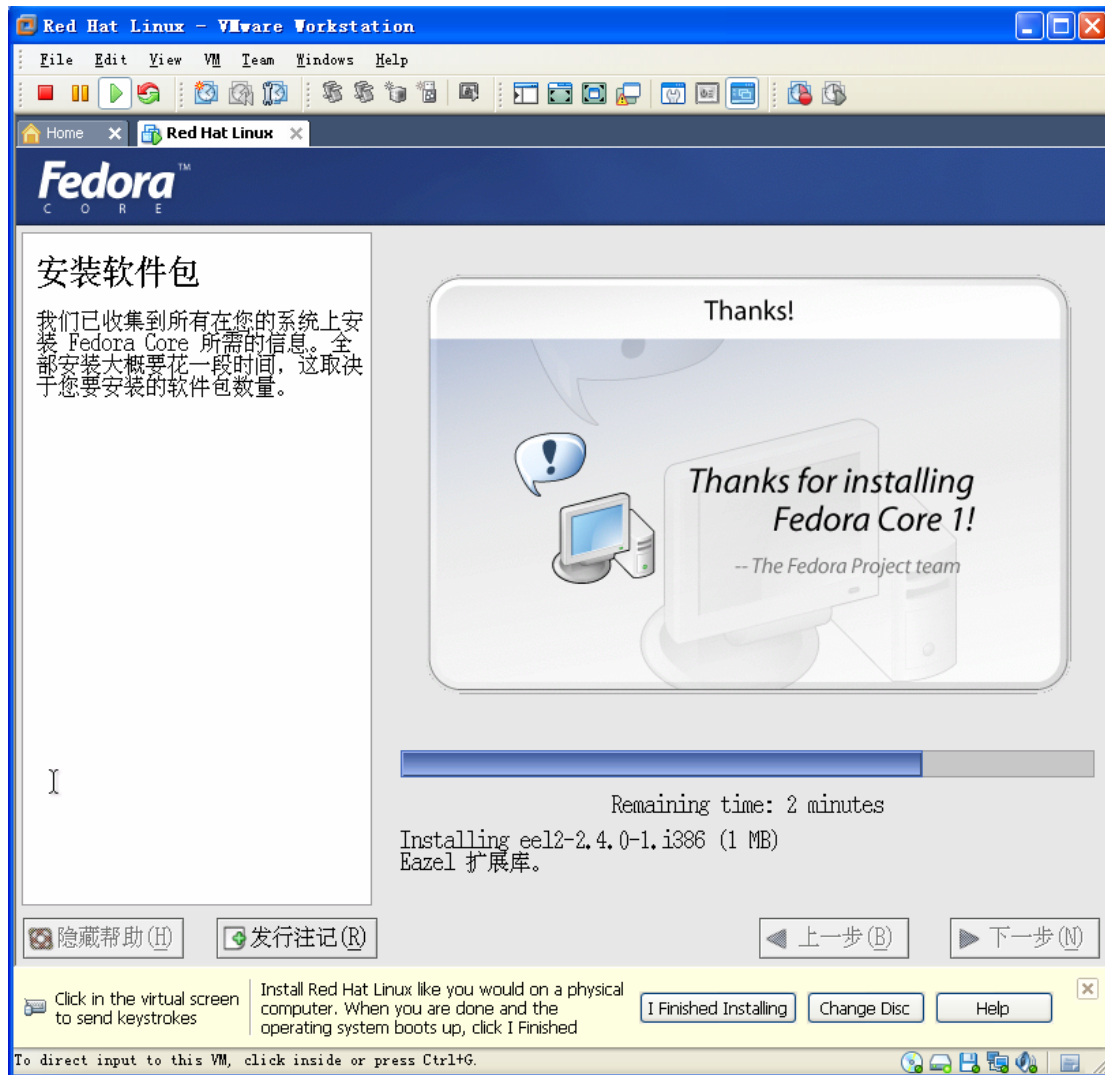 Red Hat Linux - VMware Workstation
File Edit View VM Team Windows Help
Home Red Hat Linux
Fedora™
CORE
安装软件包
我们已收集到所有在您的系统上安
装 Fedora Core 所需的信息。全
部安装大概要花一段时间，这取决
于您要安装的软件包数量。
Thanks!
Thanks for installing
Fedora Core 1!
-- The Fedora Project team
Remaining time: 2 minutes
Installing eel2-2.4.0-1.i386 (1 MB)
Eazel 扩展库。
隐藏帮助(H) 发行注记(R) 上一步(B) 下一步(N)
Click in the virtual screen
to send keystrokes
Install Red Hat Linux like you would on a physical
computer. When you are done and the
operating system boots up, click I Finished
I Finished Installing Change Disc Help
To direct input to this VM, click inside or press Ctrl+G.